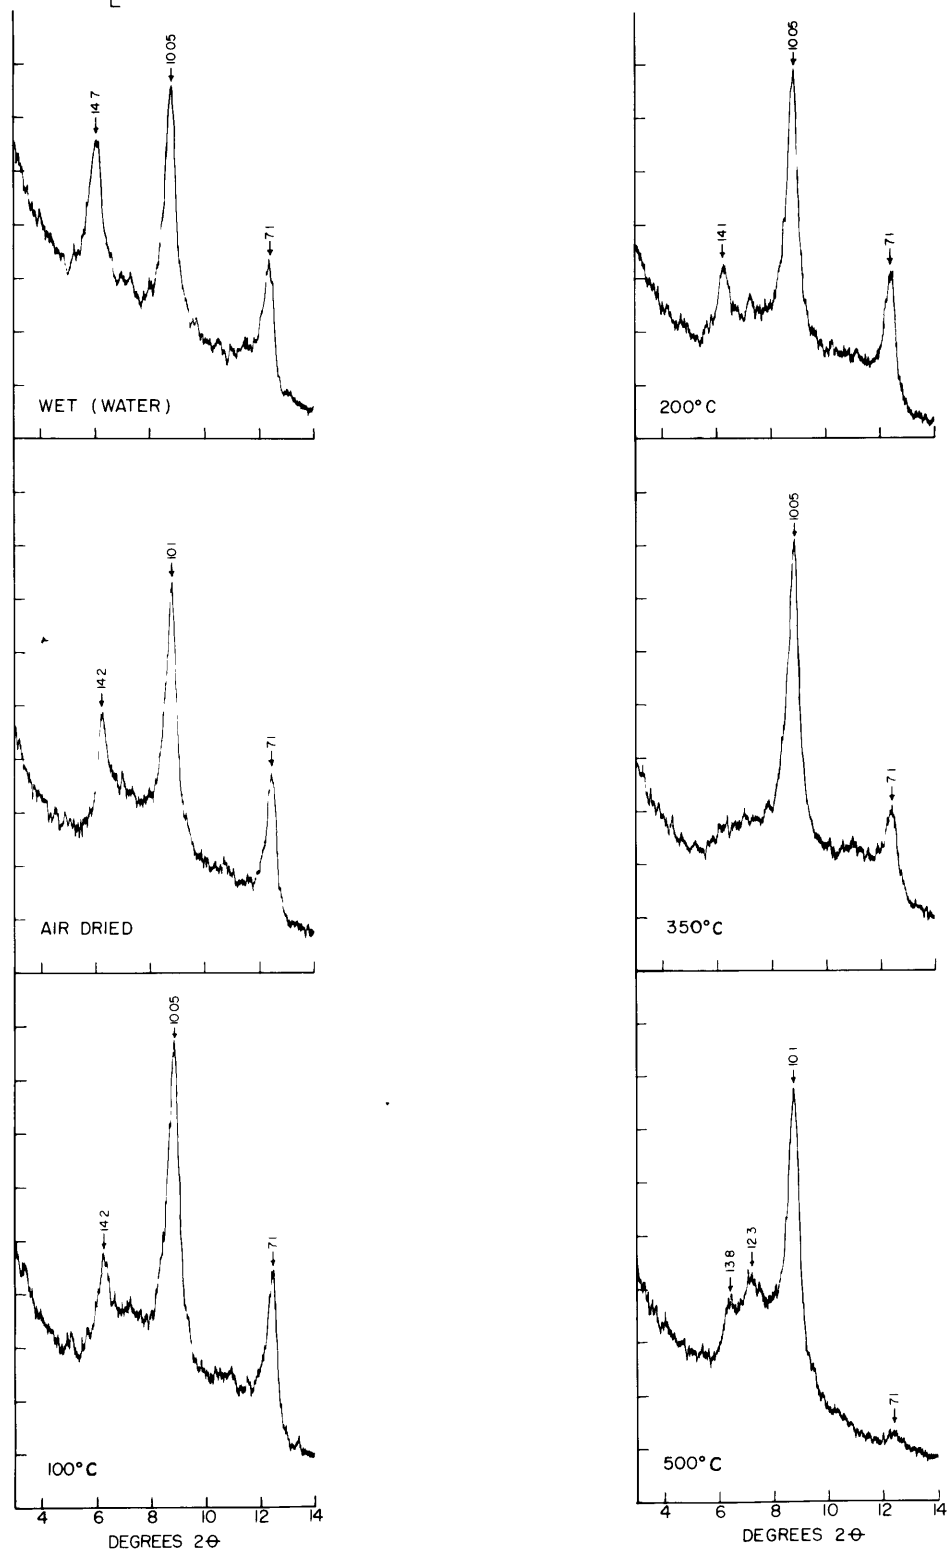 14.7
10.05
7.1
WET (WATER)
14.2
10.1
7.1
AIR DRIED
14.2
10.05
7.1
100°C
4 6 8 10 12 14
DEGREES 2θ
14.1
10.05
7.1
200°C
10.05
7.1
350°C
13.8
12.3
10.1
7.1
500°C
4 6 8 10 12 14
DEGREES 2θ